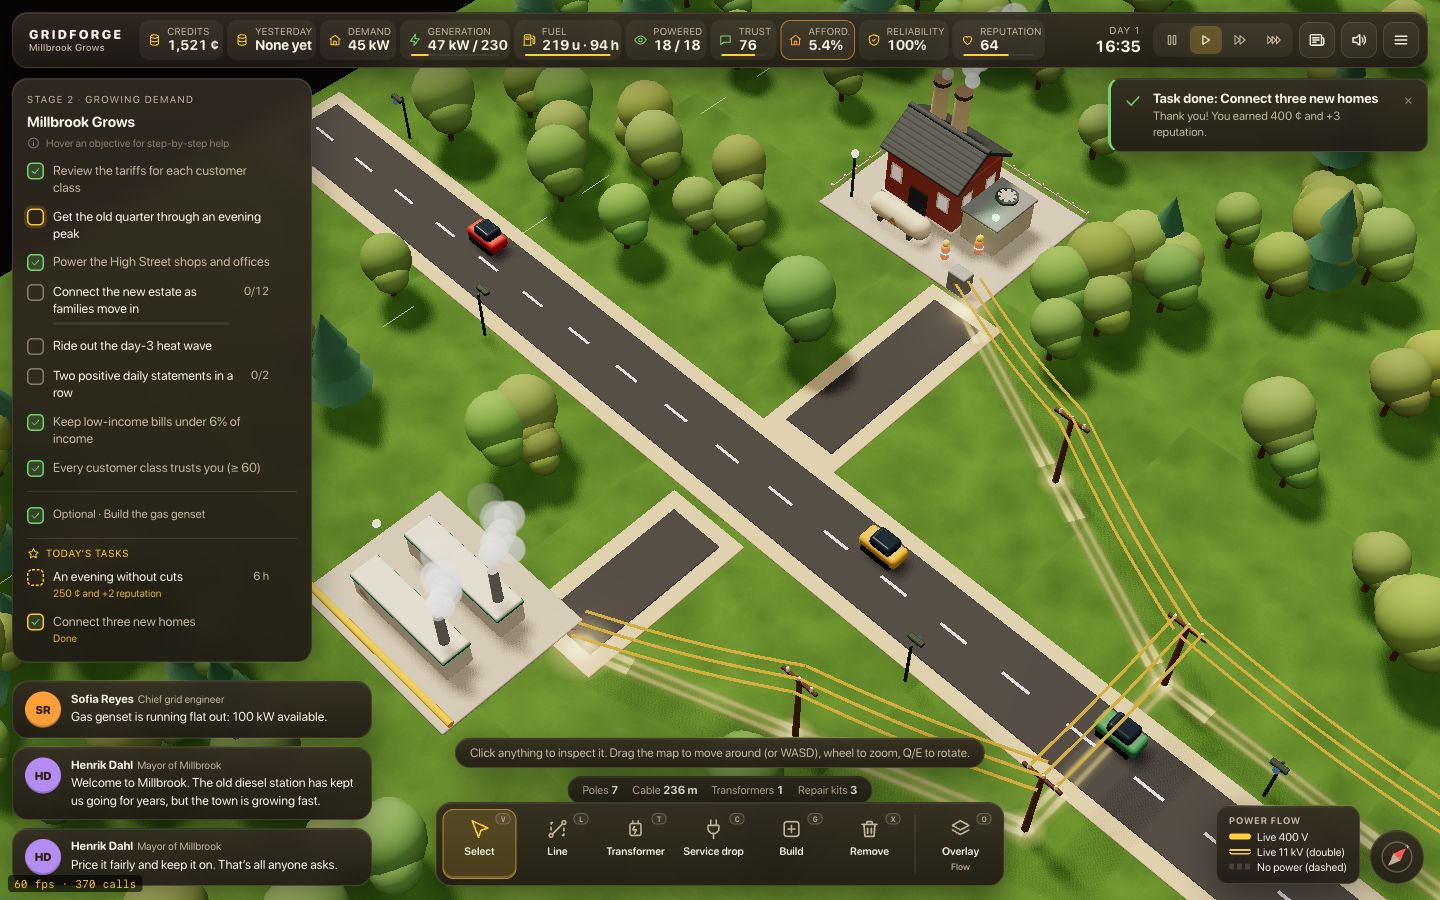 GRIDFORGE
Millbrook Grows
CREDITS
1,521 ¢
YESTERDAY
None yet
DEMAND
45 kW
GENERATION
47 kW / 230
FUEL
219 u · 94 h
POWERED
18 / 18
TRUST
76
AFFORD.
5.4%
RELIABILITY
100%
REPUTATION
64
DAY 1
16:35
STAGE 2 · GROWING DEMAND
Millbrook Grows
Hover an objective for step-by-step help
Review the tariffs for each customer
class
Get the old quarter through an evening
peak
Power the High Street shops and offices
Connect the new estate as 0/12
families move in
Ride out the day-3 heat wave
Two positive daily statements in a 0/2
row
Keep low-income bills under 6% of
income
Every customer class trusts you (≥ 60)
Optional · Build the gas genset
TODAY'S TASKS
An evening without cuts 6 h
250 ¢ and +2 reputation
Connect three new homes
Done
Task done: Connect three new homes ×
Thank you! You earned 400 ¢ and +3
reputation.
SR
Sofia Reyes Chief grid engineer
Gas genset is running flat out: 100 kW available.
HD
Henrik Dahl Mayor of Millbrook
Welcome to Millbrook. The old diesel station has kept
us going for years, but the town is growing fast.
HD
Henrik Dahl Mayor of Millbrook
Price it fairly and keep it on. That's all anyone asks.
60 fps · 370 calls
Click anything to inspect it. Drag the map to move around (or WASD), wheel to zoom, Q/E to rotate.
Poles 7 Cable 236 m Transformers 1 Repair kits 3
V
Select
L
Line
T
Transformer
C
Service drop
G
Build
X
Remove
O
Overlay
Flow
POWER FLOW
Live 400 V
Live 11 kV (double)
No power (dashed)